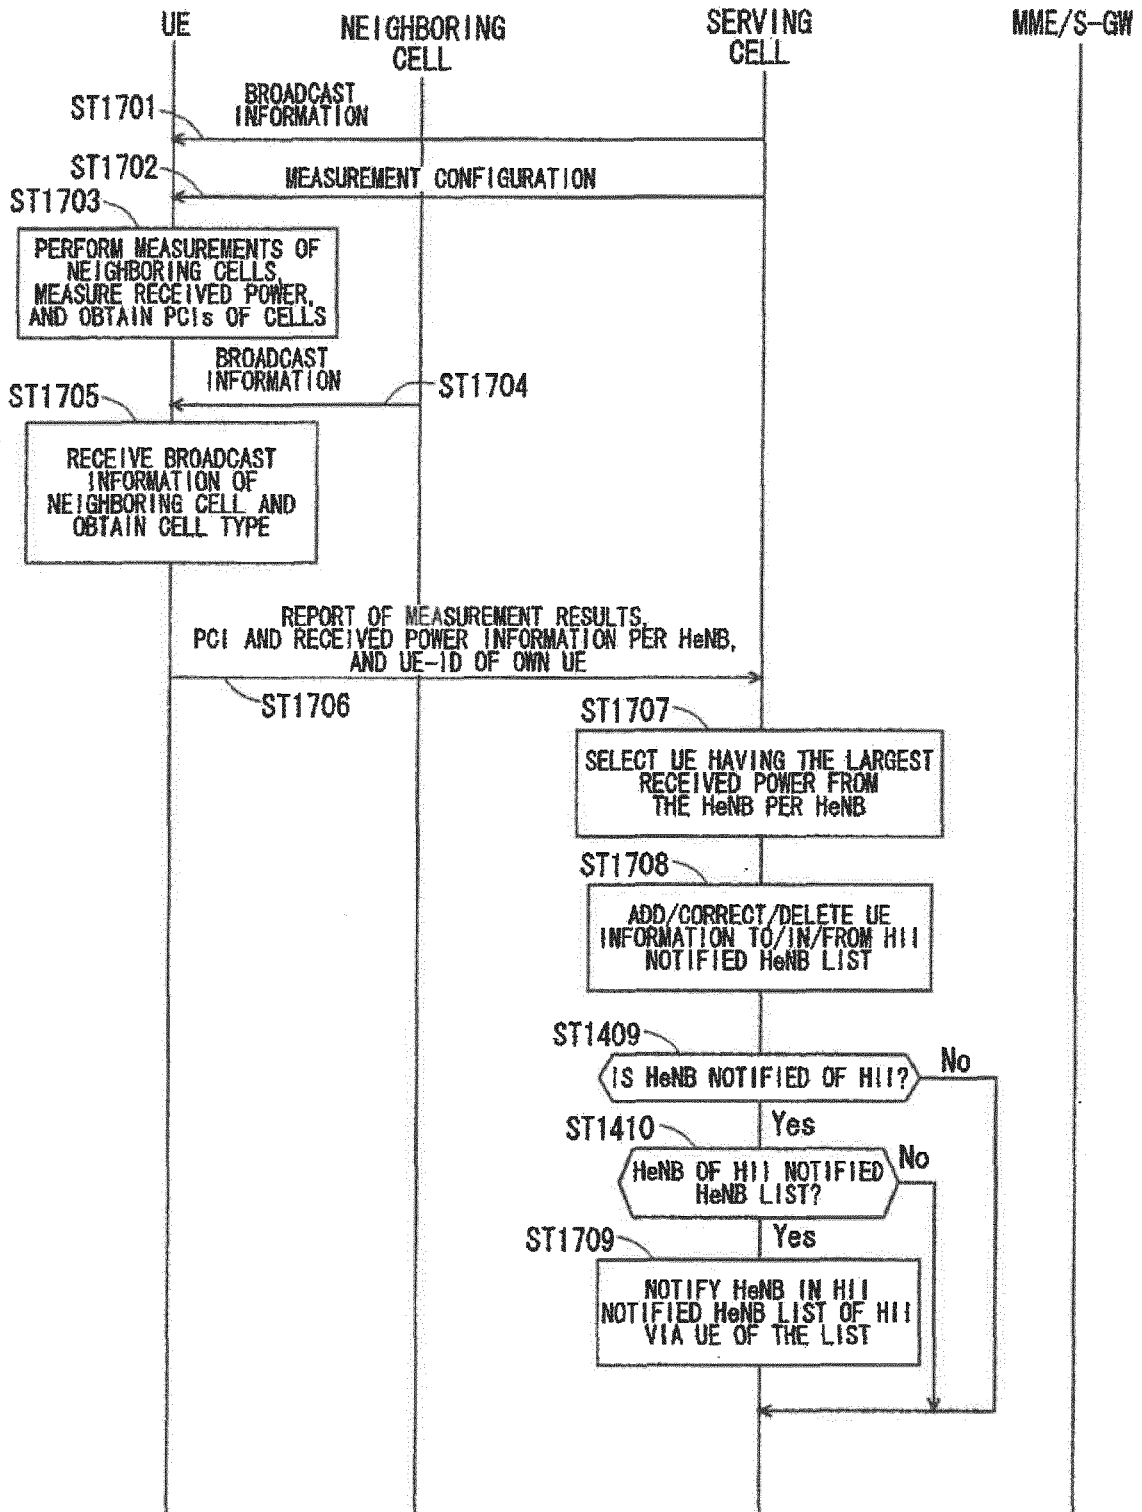 UE
NEIGHBORING
CELL
SERVING
CELL
MME/S-GW
ST1701
BROADCAST
INFORMATION
ST1702
MEASUREMENT CONFIGURATION
ST1703
PERFORM MEASUREMENTS OF
NEIGHBORING CELLS,
MEASURE RECEIVED POWER,
AND OBTAIN PCIs OF CELLS
BROADCAST
INFORMATION
ST1704
ST1705
RECEIVE BROADCAST
INFORMATION OF
NEIGHBORING CELL AND
OBTAIN CELL TYPE
REPORT OF MEASUREMENT RESULTS,
PCI AND RECEIVED POWER INFORMATION PER HeNB,
AND UE-ID OF OWN UE
ST1706
ST1707
SELECT UE HAVING THE LARGEST
RECEIVED POWER FROM
THE HeNB PER HeNB
ST1708
ADD/CORRECT/DELETE UE
INFORMATION TO/IN/FROM HII
NOTIFIED HeNB LIST
ST1409
IS HeNB NOTIFIED OF HII?
No
Yes
ST1410
HeNB OF HII NOTIFIED
HeNB LIST?
No
Yes
ST1709
NOTIFY HeNB IN HII
NOTIFIED HeNB LIST OF HII
VIA UE OF THE LIST